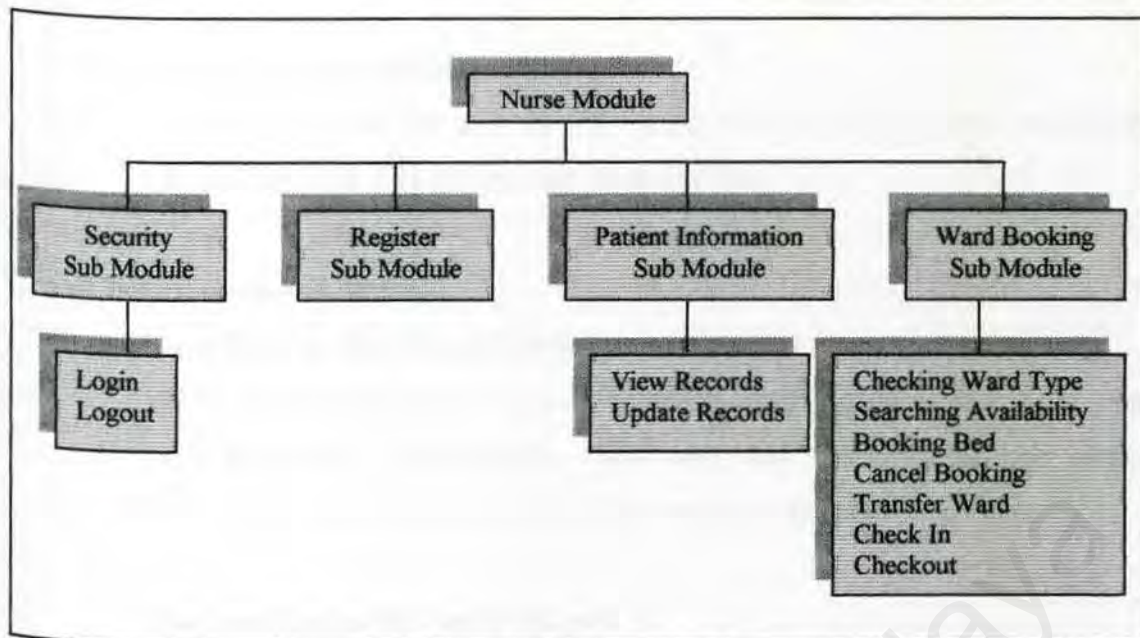 Nurse Module
Security
Sub Module
Register
Sub Module
Patient Information
Sub Module
Ward Booking
Sub Module
Login
Logout
View Records
Update Records
Checking Ward Type
Searching Availability
Booking Bed
Cancel Booking
Transfer Ward
Check In
Checkout